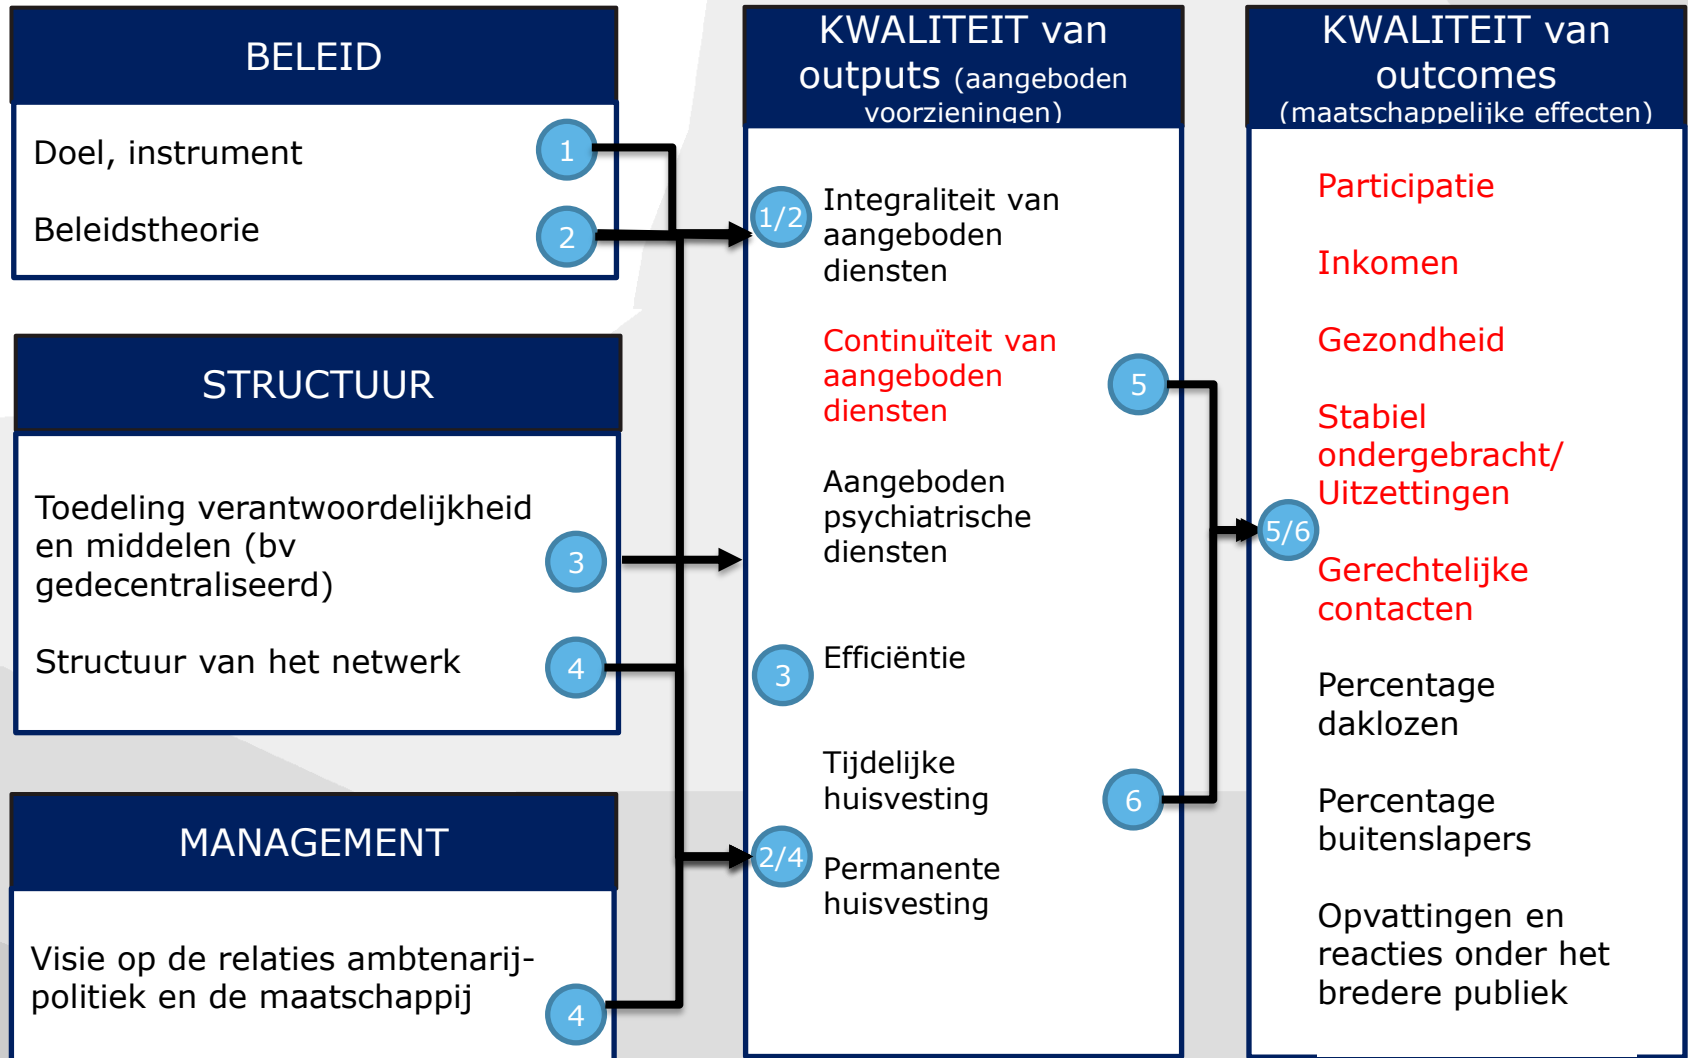 BELEID
Doel, instrument
1
Beleidstheorie
2
STRUCTUUR
Toedeling verantwoordelijkheid
en middelen (bv
gedecentraliseerd)
3
Structuur van het netwerk
4
MANAGEMENT
Visie op de relaties ambtenarij-
politiek en de maatschappij
4
KWALITEIT van
outputs (aangeboden
voorzieningen)
1/2
Integraliteit van
aangeboden
diensten
Continuïteit van
aangeboden
diensten
5
Aangeboden
psychiatrische
diensten
3
Efficiëntie
Tijdelijke
huisvesting
6
2/4
Permanente
huisvesting
KWALITEIT van
outcomes
(maatschappelijke effecten)
Participatie
Inkomen
Gezondheid
Stabiel
ondergebracht/
Uitzettingen
5/6
Gerechtelijke
contacten
Percentage
daklozen
Percentage
buitenslapers
Opvattingen en
reacties onder het
bredere publiek